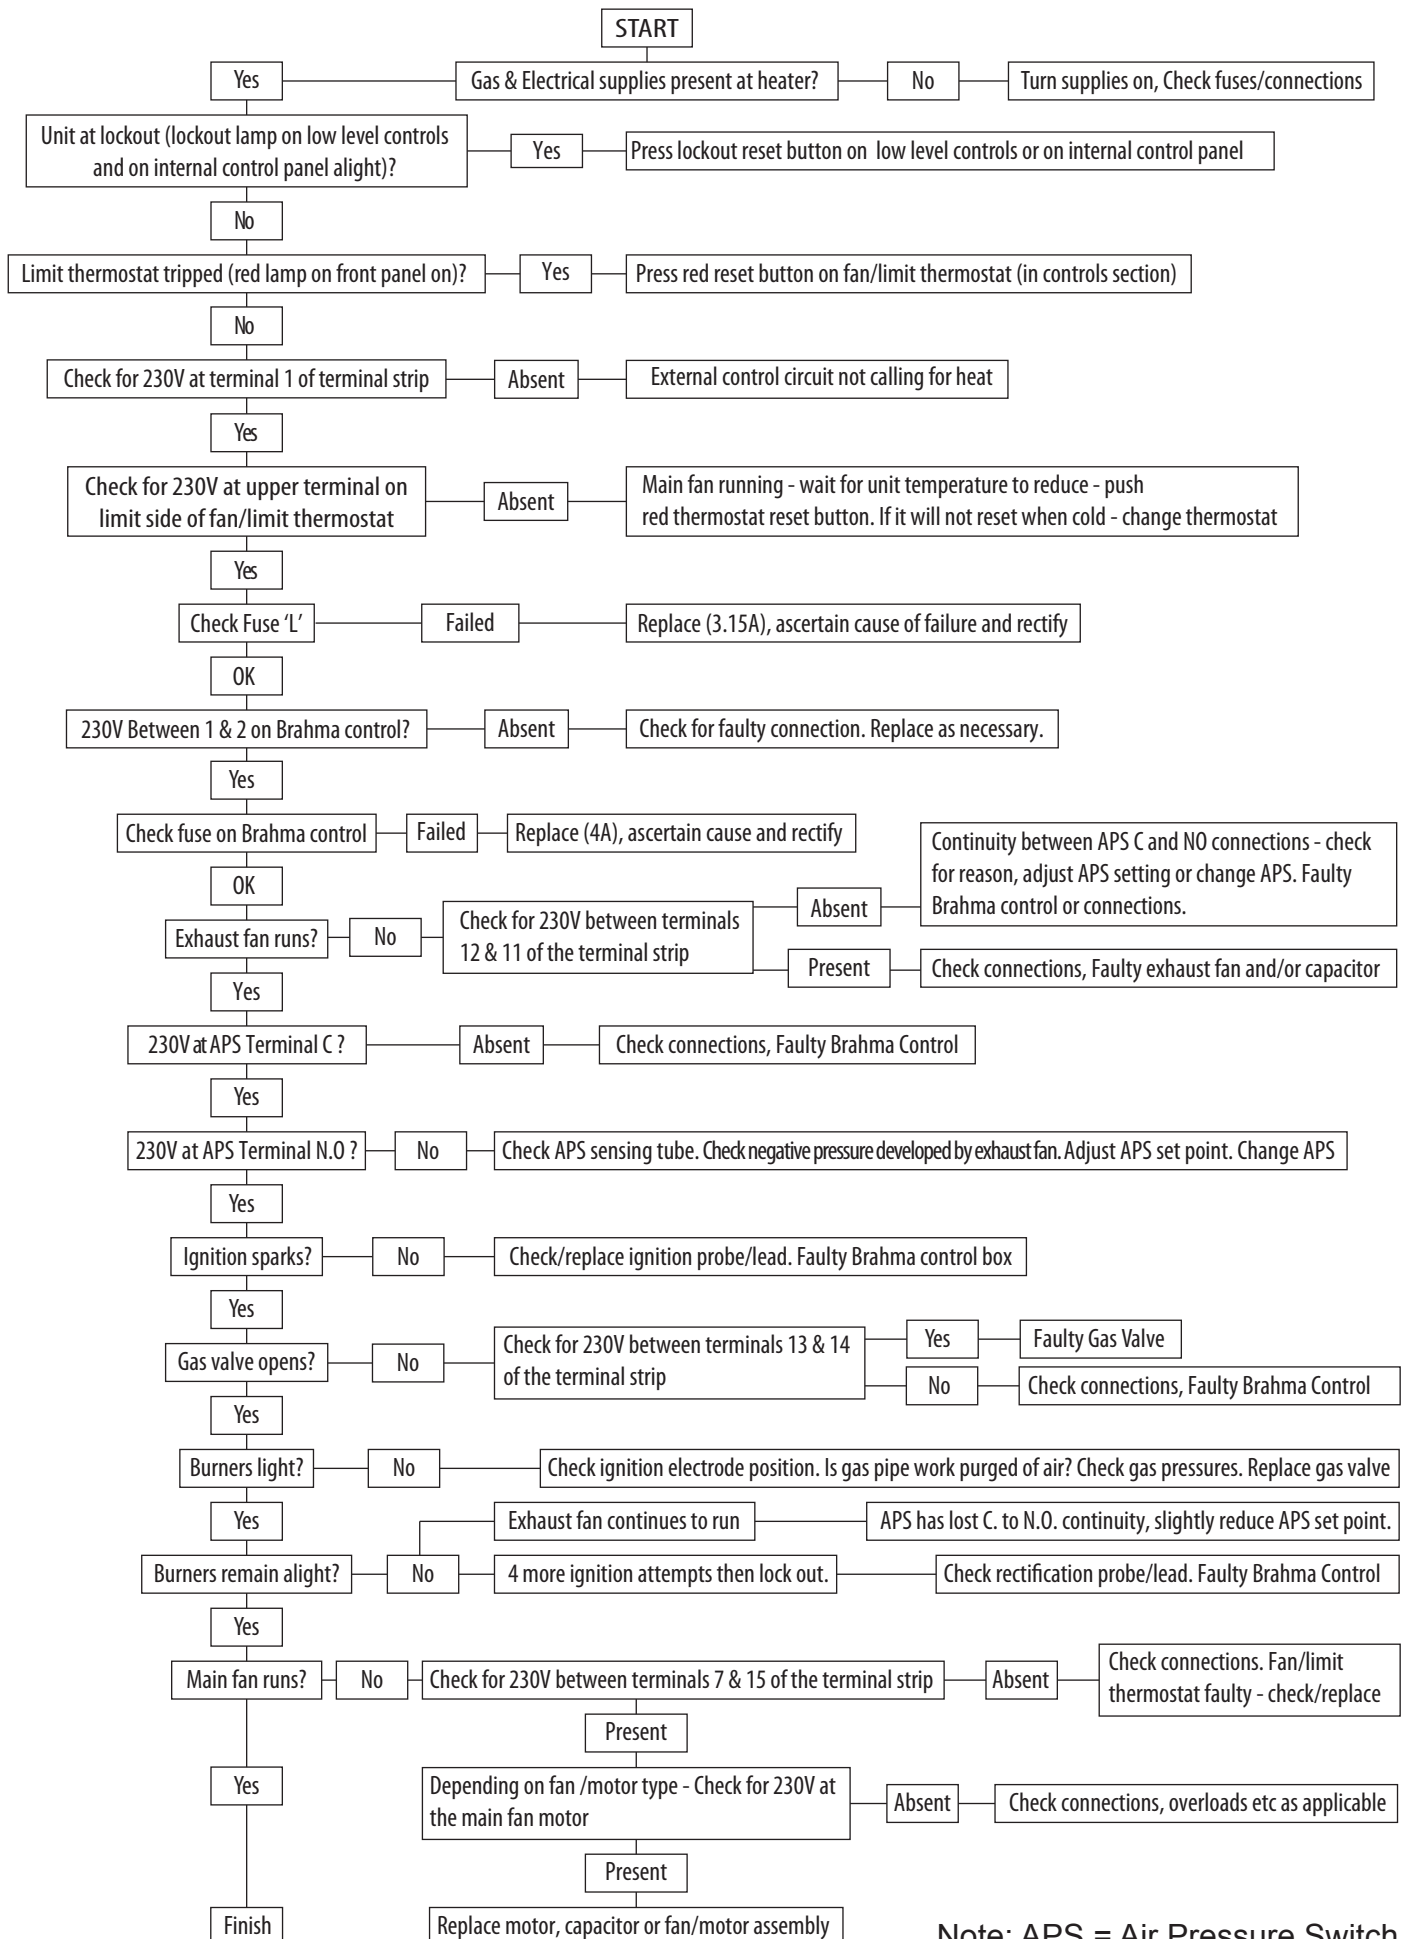 START
Yes
Gas & Electrical supplies present at heater?
No
Turn supplies on, Check fuses/connections
Unit at lockout (lockout lamp on low level controls
and on internal control panel alight)?
Yes
Press lockout reset button on low level controls or on internal control panel
No
Limit thermostat tripped (red lamp on front panel on)?
Yes
Press red reset button on fan/limit thermostat (in controls section)
No
Check for 230V at terminal 1 of terminal strip
Absent
External control circuit not calling for heat
Yes
Check for 230V at upper terminal on
limit side of fan/limit thermostat
Absent
Main fan running - wait for unit temperature to reduce - push
red thermostat reset button. If it will not reset when cold - change thermostat
Yes
Check Fuse ‘L’
Failed
Replace (3.15A), ascertain cause of failure and rectify
OK
230V Between 1 & 2 on Brahma control?
Absent
Check for faulty connection. Replace as necessary.
Yes
Check fuse on Brahma control
Failed
Replace (4A), ascertain cause and rectify
OK
Exhaust fan runs?
No
Check for 230V between terminals
12 & 11 of the terminal strip
Absent
Continuity between APS C and NO connections - check
for reason, adjust APS setting or change APS. Faulty
Brahma control or connections.
Present
Check connections, Faulty exhaust fan and/or capacitor
Yes
230V at APS Terminal C ?
Absent
Check connections, Faulty Brahma Control
Yes
230V at APS Terminal N.O ?
No
Check APS sensing tube. Check negative pressure developed by exhaust fan. Adjust APS set point. Change APS
Yes
Ignition sparks?
No
Check/replace ignition probe/lead. Faulty Brahma control box
Yes
Gas valve opens?
No
Check for 230V between terminals 13 & 14
of the terminal strip
Yes
Faulty Gas Valve
No
Check connections, Faulty Brahma Control
Yes
Burners light?
No
Check ignition electrode position. Is gas pipe work purged of air? Check gas pressures. Replace gas valve
Yes
Exhaust fan continues to run
APS has lost C. to N.O. continuity, slightly reduce APS set point.
Burners remain alight?
No
4 more ignition attempts then lock out.
Check rectification probe/lead. Faulty Brahma Control
Yes
Main fan runs?
No
Check for 230V between terminals 7 & 15 of the terminal strip
Absent
Check connections. Fan/limit
thermostat faulty - check/replace
Present
Yes
Depending on fan /motor type - Check for 230V at
the main fan motor
Absent
Check connections, overloads etc as applicable
Present
Finish
Replace motor, capacitor or fan/motor assembly
Note: APS = Air Pressure Switch